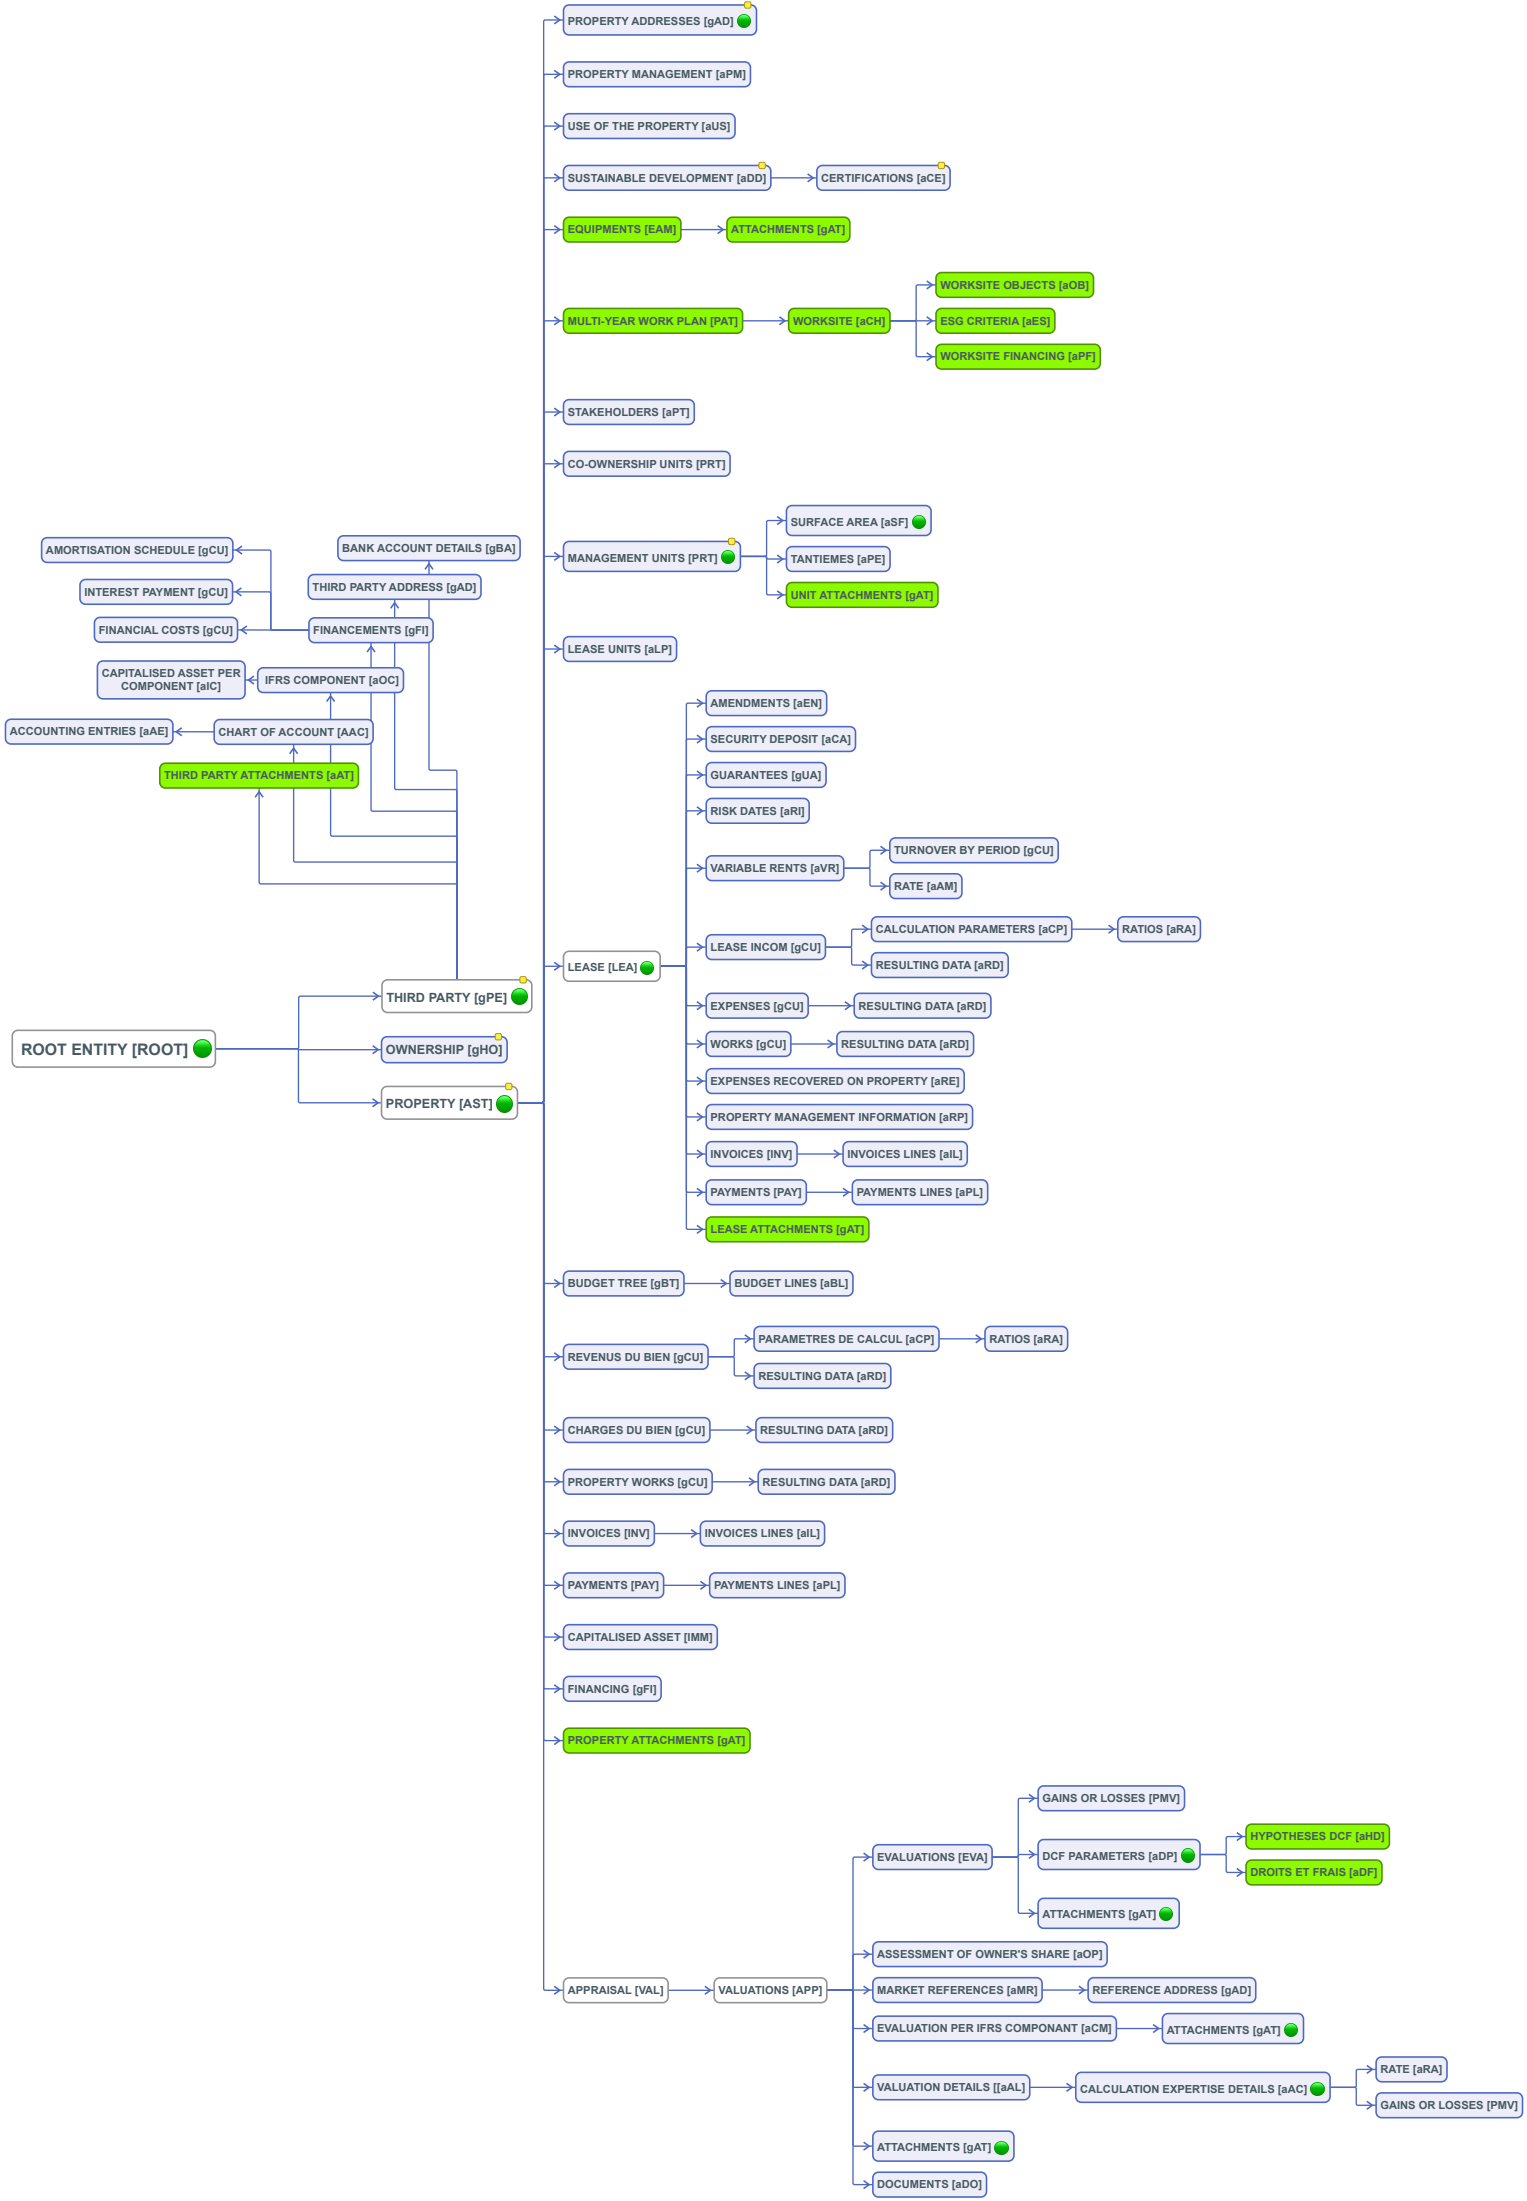 PROPERTY ADDRESSES [gAD]
PROPERTY MANAGEMENT [aPM]
USE OF THE PROPERTY [aUS]
SUSTAINABLE DEVELOPMENT [aDD]
CERTIFICATIONS [aCE]
EQUIPMENTS [EAM]
ATTACHMENTS [gAT]
WORKSITE OBJECTS [aOB]
MULTI-YEAR WORK PLAN [PAT]
WORKSITE [aCH]
ESG CRITERIA [aES]
WORKSITE FINANCING [aPF]
STAKEHOLDERS [aPT]
CO-OWNERSHIP UNITS [PRT]
SURFACE AREA [aSF]
MANAGEMENT UNITS [PRT]
TANTIEMES [aPE]
UNIT ATTACHMENTS [gAT]
AMORTISATION SCHEDULE [gCU]
BANK ACCOUNT DETAILS [gBA]
INTEREST PAYMENT [gCU]
THIRD PARTY ADDRESS [gAD]
FINANCIAL COSTS [gCU]
FINANCEMENTS [gFI]
LEASE UNITS [aLP]
CAPITALISED ASSET PER
COMPONENT [aIC]
IFRS COMPONENT [aOC]
ACCOUNTING ENTRIES [aAE]
CHART OF ACCOUNT [AAC]
THIRD PARTY ATTACHMENTS [aAT]
AMENDMENTS [aEN]
SECURITY DEPOSIT [aCA]
GUARANTEES [gUA]
RISK DATES [aRI]
VARIABLE RENTS [aVR]
TURNOVER BY PERIOD [gCU]
RATE [aAM]
LEASE INCOM [gCU]
CALCULATION PARAMETERS [aCP]
RATIOS [aRA]
RESULTING DATA [aRD]
LEASE [LEA]
EXPENSES [gCU]
RESULTING DATA [aRD]
WORKS [gCU]
RESULTING DATA [aRD]
EXPENSES RECOVERED ON PROPERTY [aRE]
PROPERTY MANAGEMENT INFORMATION [aRP]
INVOICES [INV]
INVOICES LINES [aIL]
PAYMENTS [PAY]
PAYMENTS LINES [aPL]
LEASE ATTACHMENTS [gAT]
THIRD PARTY [gPE]
ROOT ENTITY [ROOT]
OWNERSHIP [gHO]
PROPERTY [AST]
BUDGET TREE [gBT]
BUDGET LINES [aBL]
REVENUS DU BIEN [gCU]
PARAMETRES DE CALCUL [aCP]
RATIOS [aRA]
RESULTING DATA [aRD]
CHARGES DU BIEN [gCU]
RESULTING DATA [aRD]
PROPERTY WORKS [gCU]
RESULTING DATA [aRD]
INVOICES [INV]
INVOICES LINES [aIL]
PAYMENTS [PAY]
PAYMENTS LINES [aPL]
CAPITALISED ASSET [IMM]
FINANCING [gFI]
PROPERTY ATTACHMENTS [gAT]
GAINS OR LOSSES [PMV]
EVALUATIONS [EVA]
DCF PARAMETERS [aDP]
HYPOTHESES DCF [aHD]
DROITS ET FRAIS [aDF]
ATTACHMENTS [gAT]
ASSESSMENT OF OWNER'S SHARE [aOP]
APPRAISAL [VAL]
VALUATIONS [APP]
MARKET REFERENCES [aMR]
REFERENCE ADDRESS [gAD]
EVALUATION PER IFRS COMPONANT [aCM]
ATTACHMENTS [gAT]
VALUATION DETAILS [[aAL]
CALCULATION EXPERTISE DETAILS [aAC]
RATE [aRA]
GAINS OR LOSSES [PMV]
ATTACHMENTS [gAT]
DOCUMENTS [aDO]